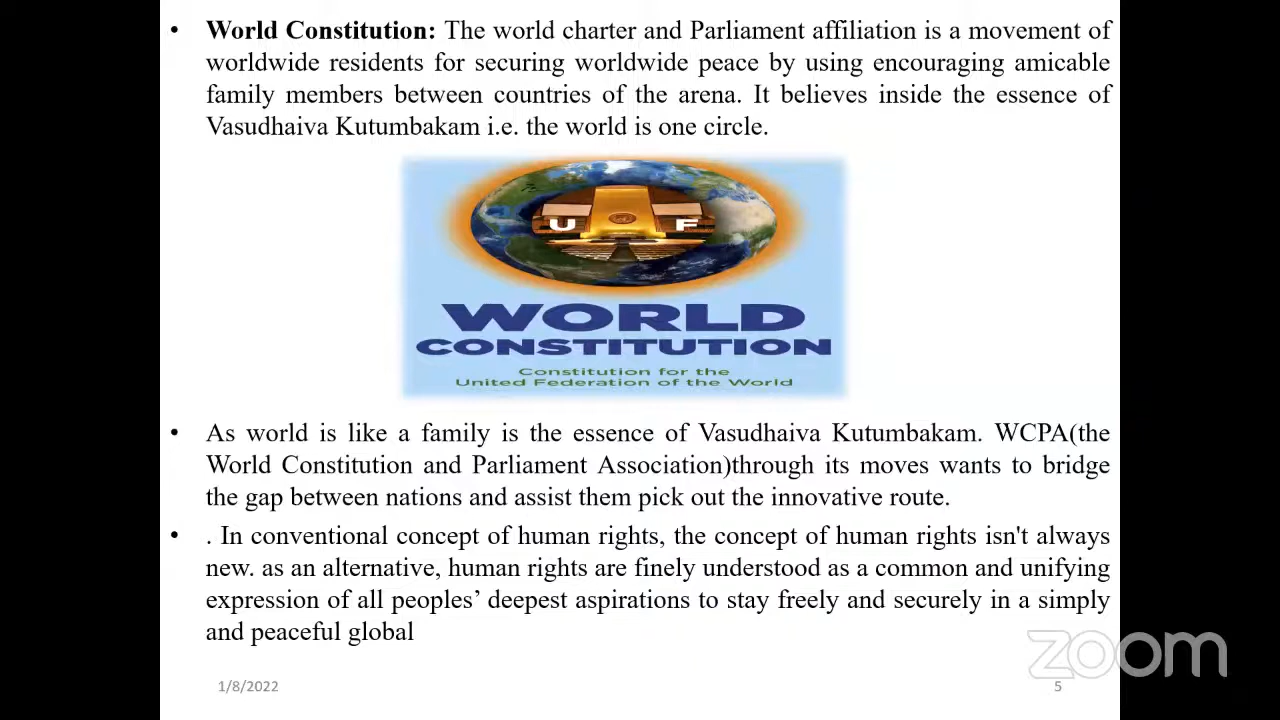 • World Constitution: The world charter and Parliament affiliation is a movement of
worldwide residents for securing worldwide peace by using encouraging amicable
family members between countries of the arena. It believes inside the essence of
Vasudhaiva Kutumbakam i.e. the world is one circle.
U F
WORLD
CONSTITUTION
Constitution for the
United Federation of the World
• As world is like a family is the essence of Vasudhaiva Kutumbakam. WCPA(the
World Constitution and Parliament Association)through its moves wants to bridge
the gap between nations and assist them pick out the innovative route.
• . In conventional concept of human rights, the concept of human rights isn't always
new. as an alternative, human rights are finely understood as a common and unifying
expression of all peoples’ deepest aspirations to stay freely and securely in a simply
and peaceful global
zoom
1/8/2022 5